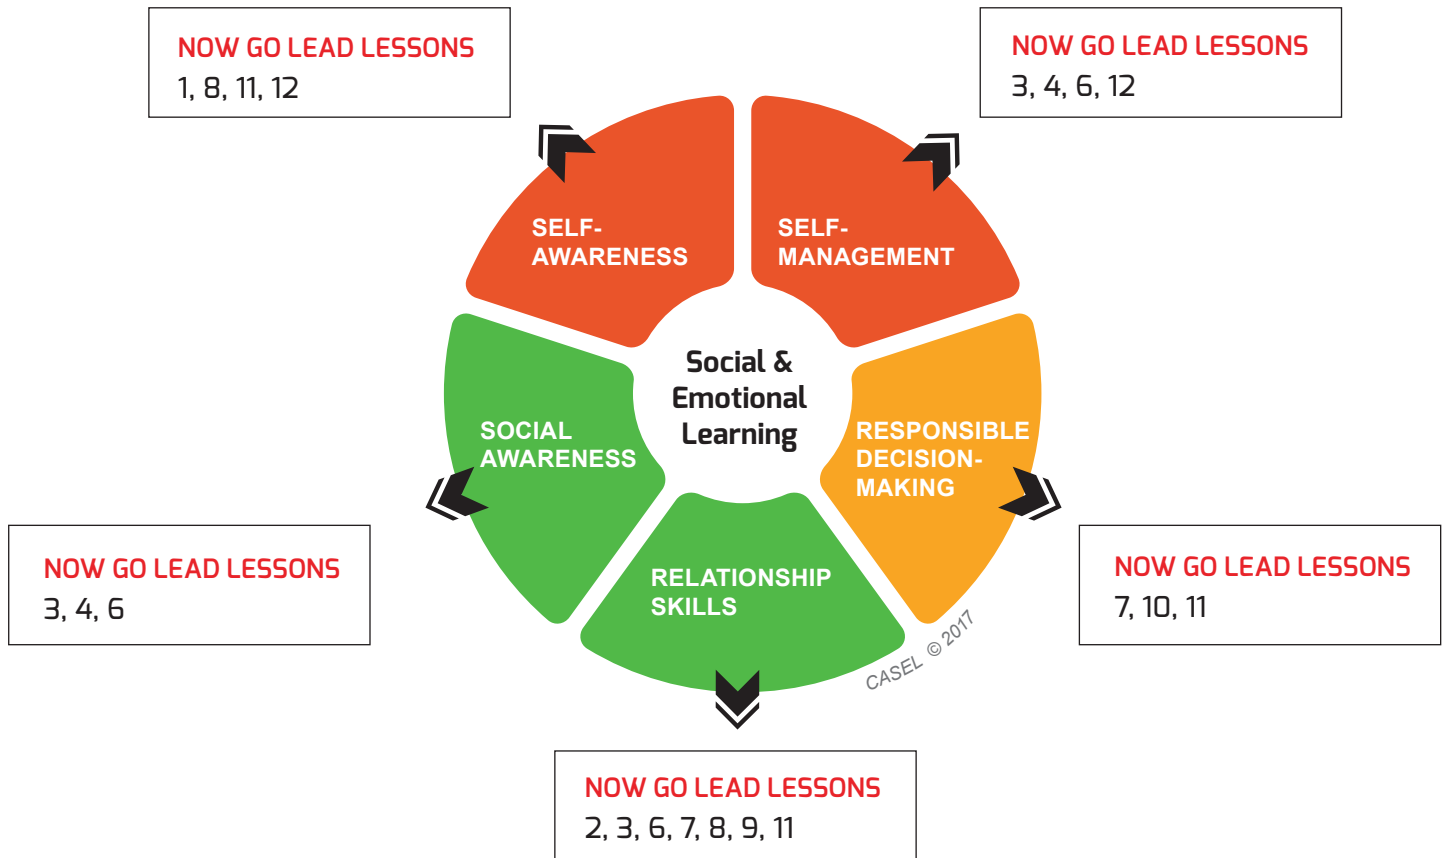 NOW GO LEAD LESSONS
1, 8, 11, 12
NOW GO LEAD LESSONS
3, 4, 6, 12
SELF-
AWARENESS
SELF-
MANAGEMENT
Social &
Emotional
Learning
SOCIAL
AWARENESS
RESPONSIBLE
DECISION-
MAKING
NOW GO LEAD LESSONS
3, 4, 6
RELATIONSHIP
SKILLS
NOW GO LEAD LESSONS
7, 10, 11
CASEL © 2017
NOW GO LEAD LESSONS
2, 3, 6, 7, 8, 9, 11